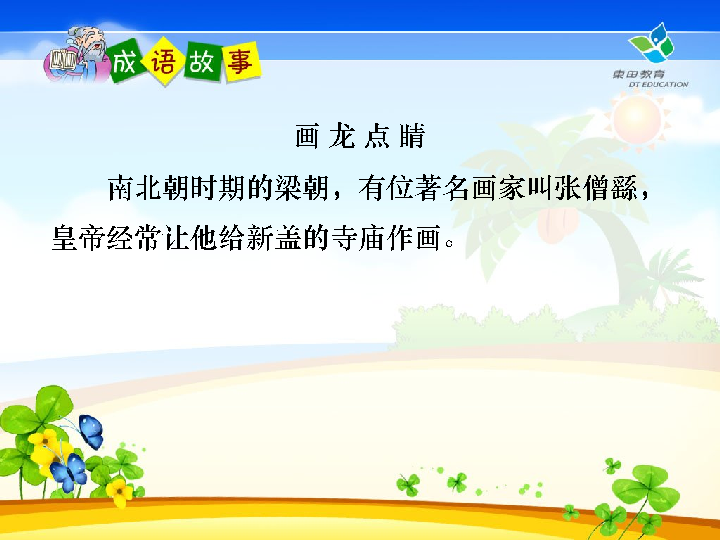 成语故事
東田教育
DT EDUCATION
画龙点睛
南北朝时期的梁朝，有位著名画家叫张僧繇，
皇帝经常让他给新盖的寺庙作画。